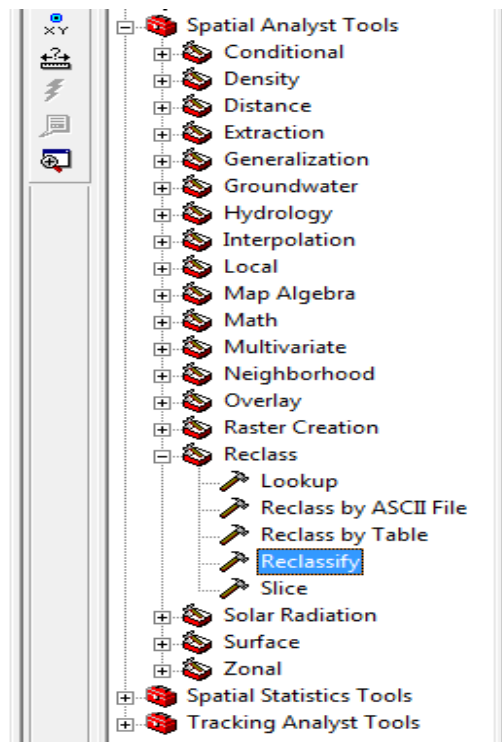 XY
Spatial Analyst Tools
Conditional
Density
Distance
Extraction
Generalization
Groundwater
Hydrology
Interpolation
Local
Map Algebra
Math
Multivariate
Neighborhood
Overlay
Raster Creation
Reclass
Lookup
Reclass by ASCII File
Reclass by Table
Reclassify
Slice
Solar Radiation
Surface
Zonal
Spatial Statistics Tools
Tracking Analyst Tools